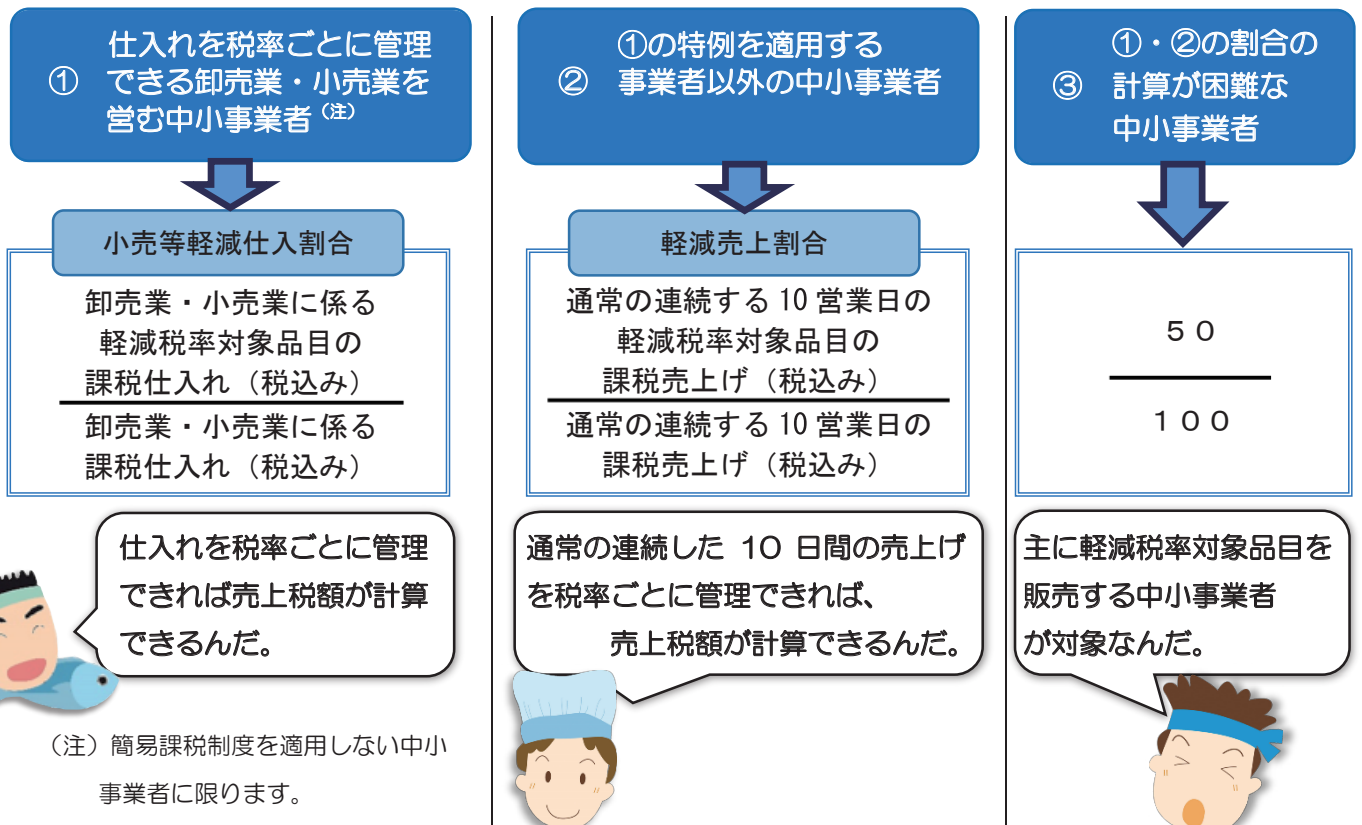 ① 仕入れを税率ごとに管理
できる卸売業・小売業を
営む中小事業者（注）
小売等軽減仕入割合
卸売業・小売業に係る
軽減税率対象品目の
課税仕入れ（税込み）
卸売業・小売業に係る
課税仕入れ（税込み）
仕入れを税率ごとに管理
できれば売上税額が計算
できるんだ。
（注）簡易課税制度を適用しない中小
事業者に限ります。
①の特例を適用する
② 事業者以外の中小事業者
軽減売上割合
通常の連続する10営業日の
軽減税率対象品目の
課税売上げ（税込み）
通常の連続する10営業日の
課税売上げ（税込み）
通常の連続した 10 日間の売上げ
を税率ごとに管理できれば、
売上税額が計算できるんだ。
①・②の割合の
③ 計算が困難な
中小事業者
５０
１００
主に軽減税率対象品目を
販売する中小事業者
が対象なんだ。